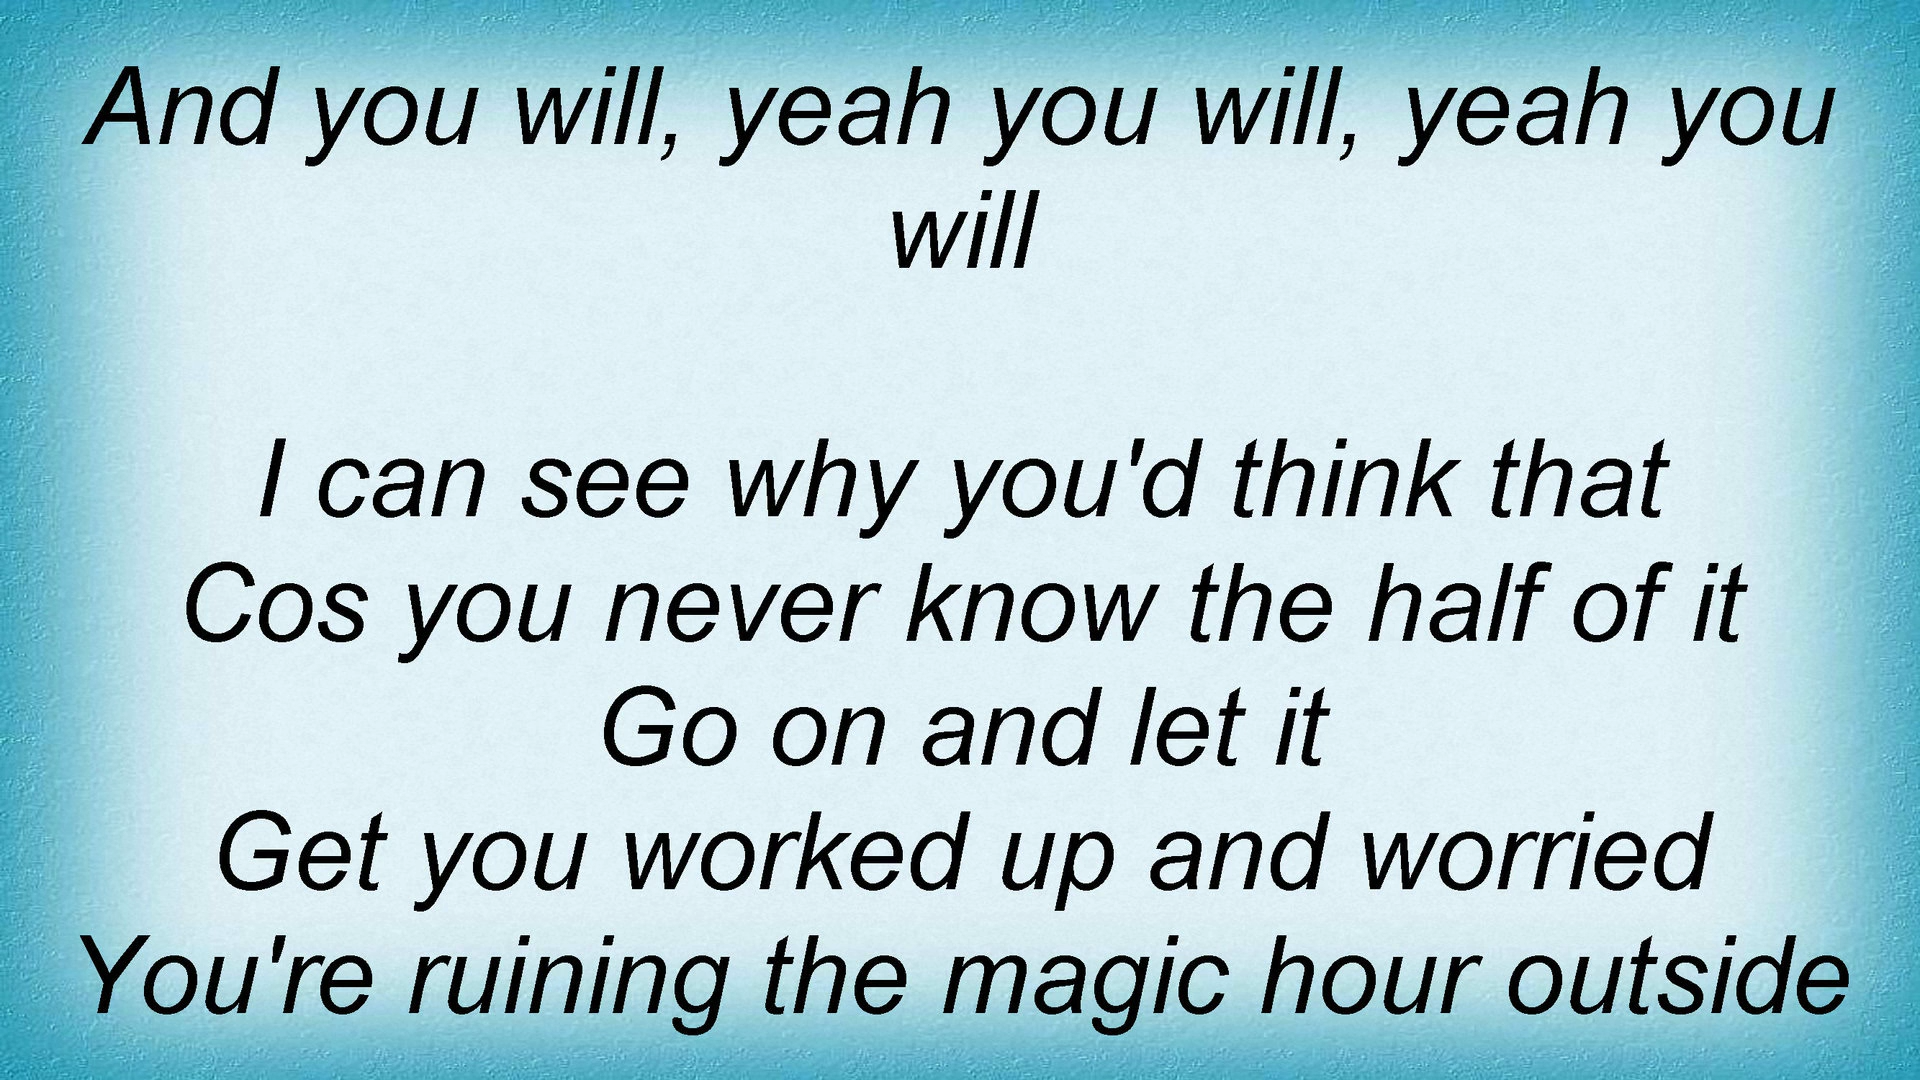 And you will, yeah you will, yeah you
will
I can see why you'd think that
Cos you never know the half of it
Go on and let it
Get you worked up and worried
You're ruining the magic hour outside